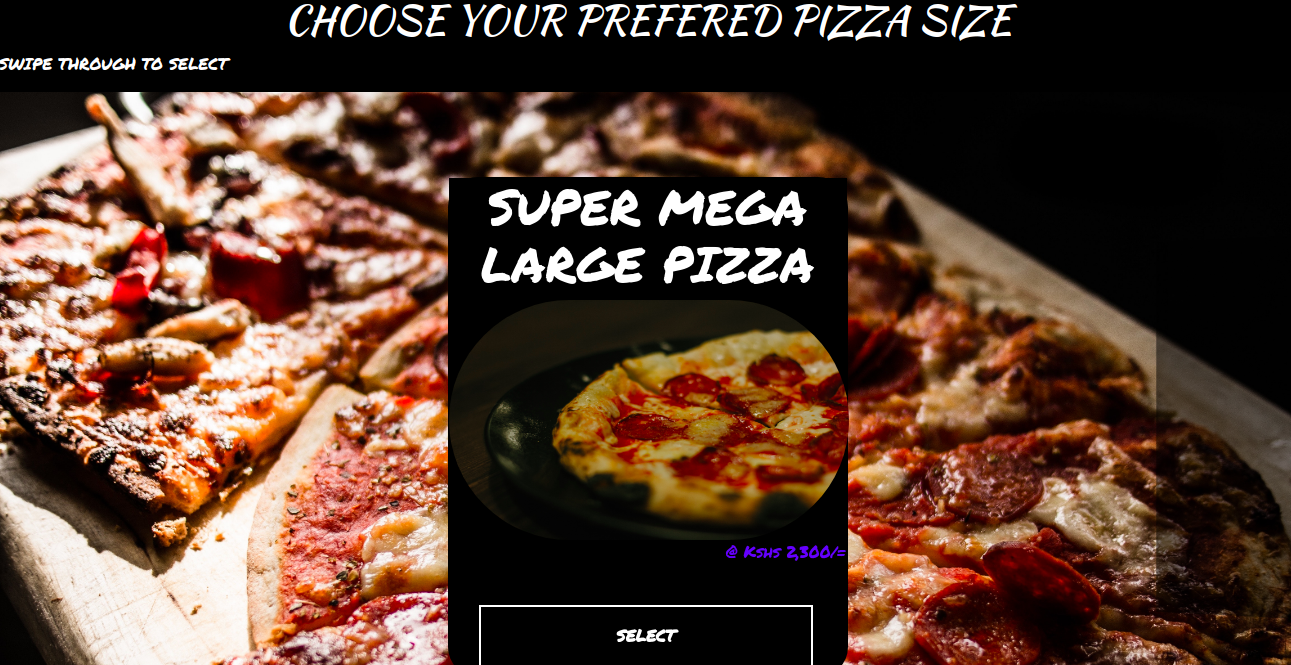 CHOOSE YOUR PREFERED PIZZA SIZE
SWIPE THROUGH TO SELECT
SUPER MEGA
LARGE PIZZA
@ KSHS 2,300/=
SELECT